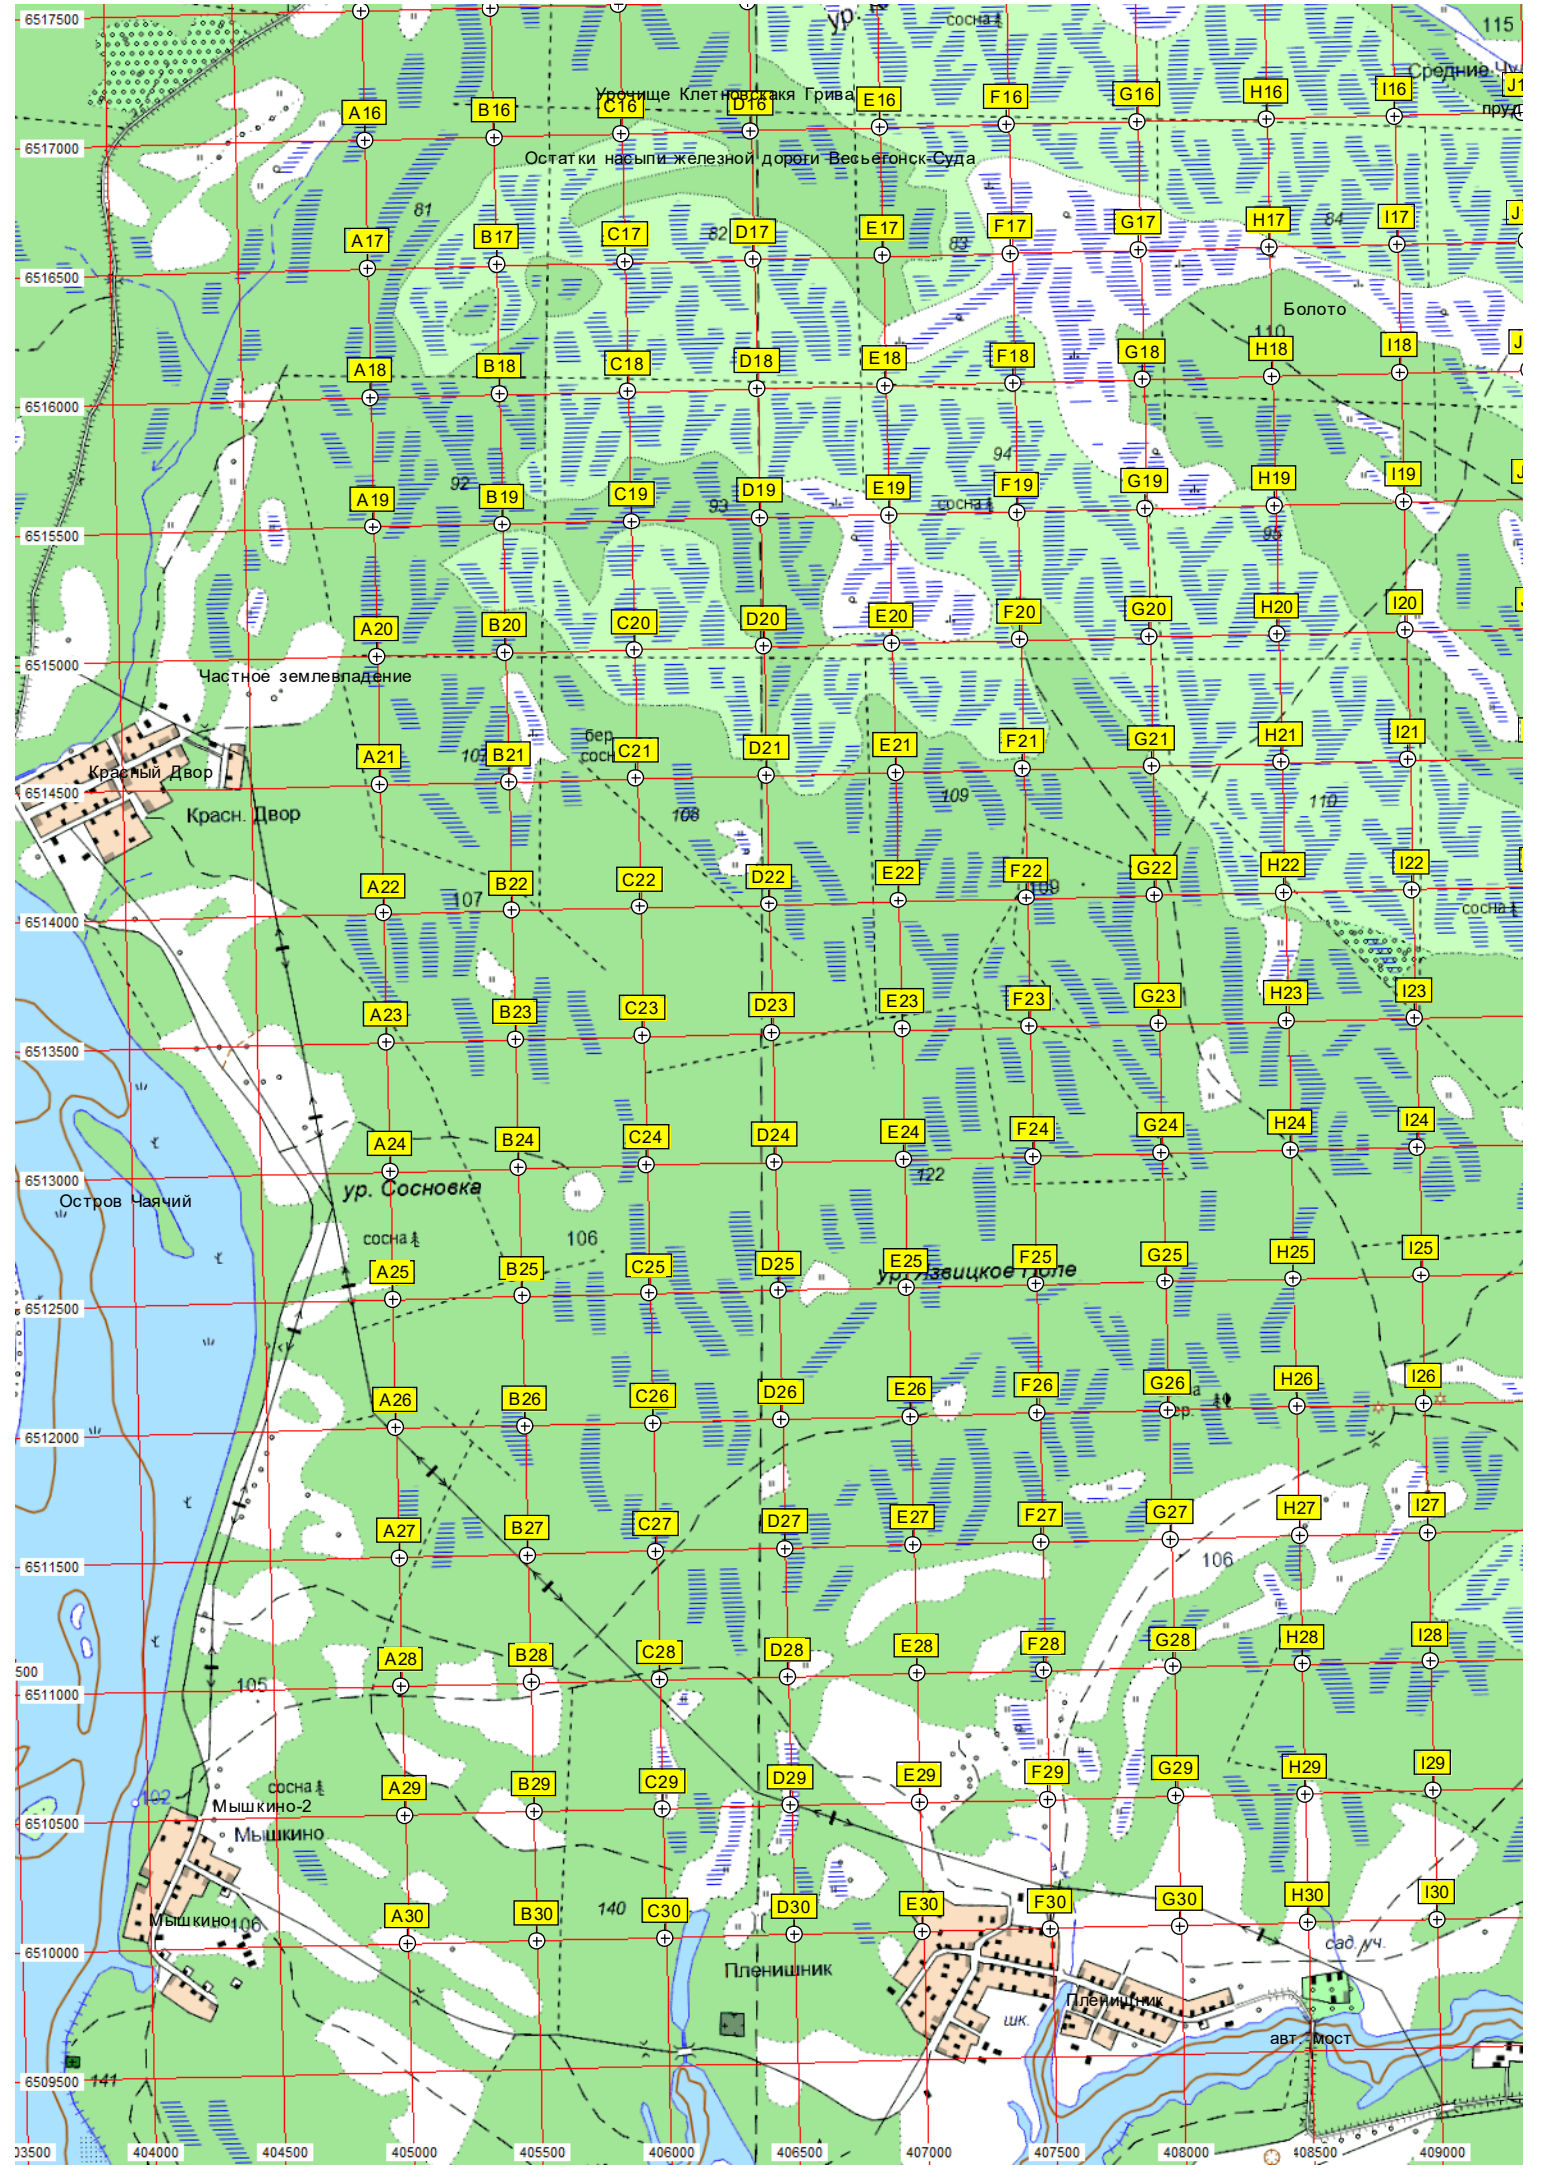 6517500
ур.
сосна
115
Средние Чу
Урочище Клетновскакя Грива
A16 B16 C16 D16 E16 F16 G16 H16 I16 J1
пруд
6517000
Остатки насыпи железной дороги Весьегонск-Суда
81
A17 B17 C17 82 D17 E17 83 F17 G17 H17 84 I17 J
6516500
Болото
110
A18 B18 C18 D18 E18 F18 G18 H18 I18 J
6516000
94
92
A19 B19 C19 93 D19 E19 сосна F19 G19 H19 I19 J
6515500
95
A20 B20 C20 D20 E20 F20 G20 H20 I20
6515000
Частное землевладение
бер.
сосн
A21 107 B21 C21 D21 E21 F21 G21 H21 I21
Красный Двор
6514500
Красн. Двор
108
109
110
A22 B22 C22 D22 E22 F22 G22 H22 I22
107
109
сосна
6514000
A23 B23 C23 D23 E23 F23 G23 H23 I23
6513500
A24 B24 C24 D24 E24 F24 G24 H24 I24
6513000
122
ур. Сосновка
Остров Чаячий
сосна
106
A25 B25 C25 D25 E25 F25 G25 H25 I25
ур. Язвицкое Поле
6512500
A26 B26 C26 D26 E26 F26 G26 H26 I26
6512000
A27 B27 C27 D27 E27 F27 G27 H27 I27
6511500
106
A28 B28 C28 D28 E28 F28 G28 H28 I28
500
6511000
105
A29 B29 C29 D29 E29 F29 G29 H29 I29
102
сосна
Мышкино-2
6510500
Мышкино
A30 B30 140 C30 D30 E30 F30 G30 H30 I30
Мышкино
106
6510000
сад. уч.
Пленишник
Пленишник
шк.
авт. мост
6509500
141
03500 404000 404500 405000 405500 406000 406500 407000 407500 408000 408500 409000